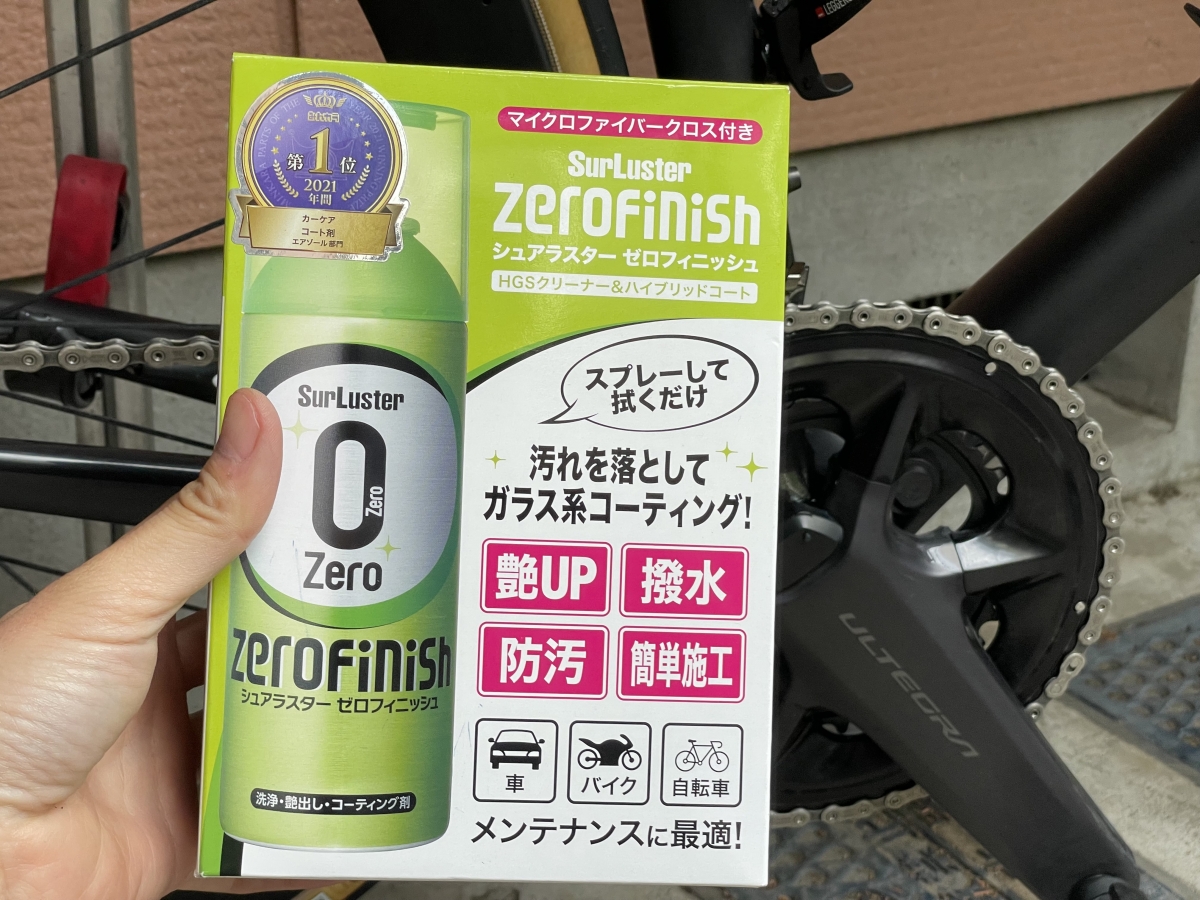 みんカラ
第1位
2021
年間
カーケア
コート剤
エアゾール部門
マイクロファイバークロス付き
SurLuster
ZeroFiNiSh
シュアラスター ゼロフィニッシュ
HGSクリーナー&ハイブリッドコート
スプレーして
拭くだけ
汚れを落として
ガラス系コーティング!
艶UP
撥水
防汚
簡単施工
車
バイク
自転車
メンテナンスに最適!
SurLuster
0
Zero
Zero
ZeroFiNiSh
シュアラスター ゼロフィニッシュ
洗浄・艶出し・コーティング剤
ULTEGRA